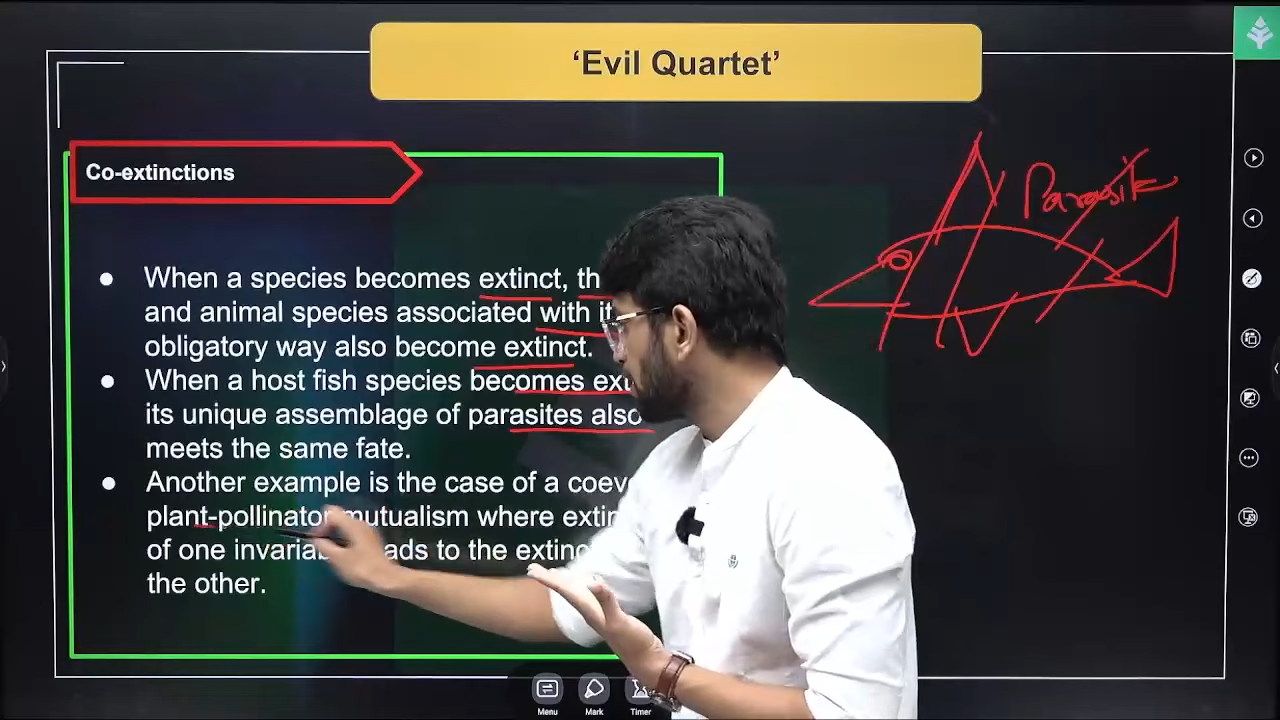 ‘Evil Quartet’
Co-extinctions
Parasite
● When a species becomes extinct, th
and animal species associated with it
obligatory way also become extinct.
● When a host fish species becomes ext
its unique assemblage of parasites also
meets the same fate.
● Another example is the case of a coev
plant-pollinator mutualism where extin
of one invariab ads to the extinc
the other.
Menu Mark Timer